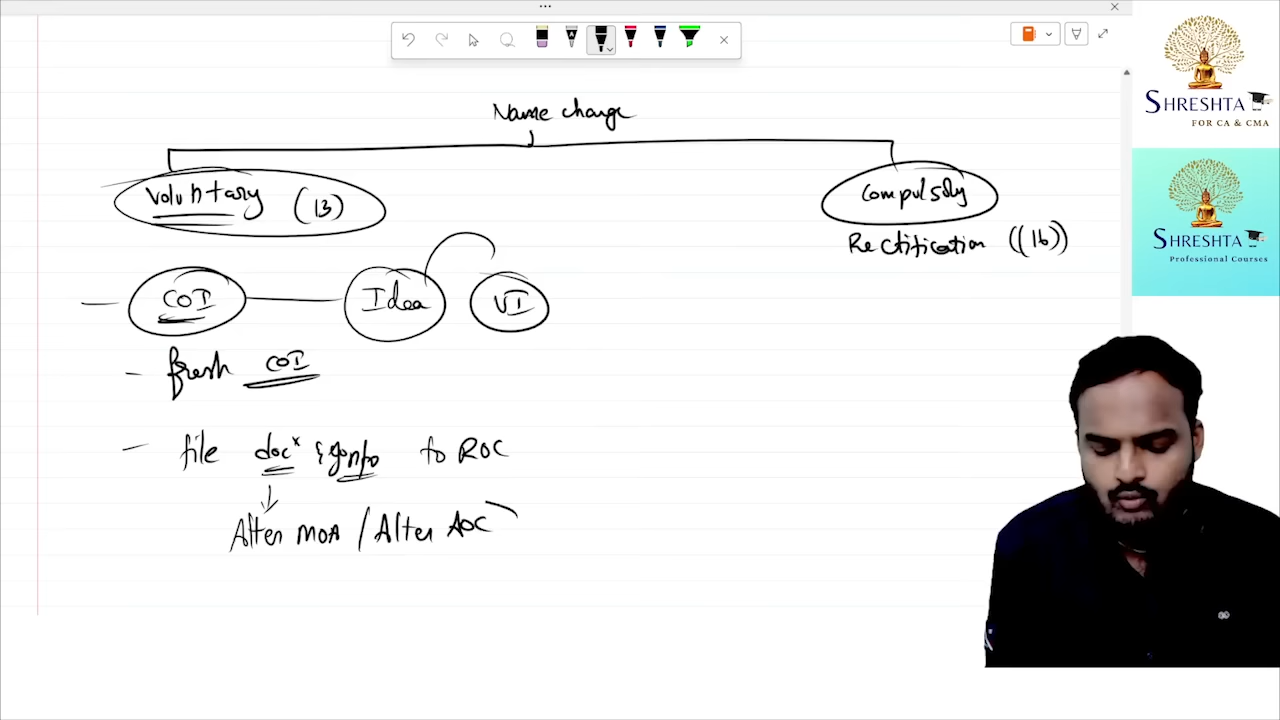 Name change
Voluntary (13)
Compulsory
Rectification ((16))
- COI Idea VI
- fresh COI
- file doc & info to ROC
Alter MOA / Alter AOC
SHRESHTA
FOR CA & CMA
SHRESHTA
Professional Courses